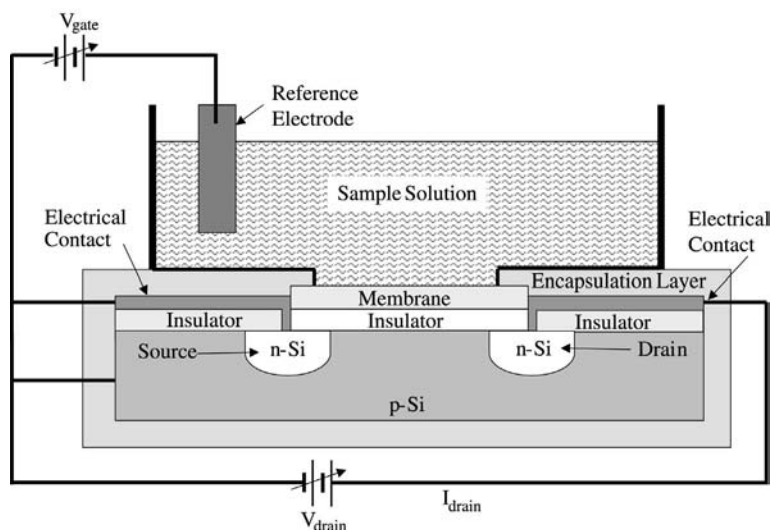 Vgate
Reference
Electrode
Sample Solution
Electrical
Contact
Electrical
Contact
Encapsulation Layer
Membrane
Insulator
Insulator
Insulator
Source
n-Si
n-Si
Drain
p-Si
Vdrain
Idrain